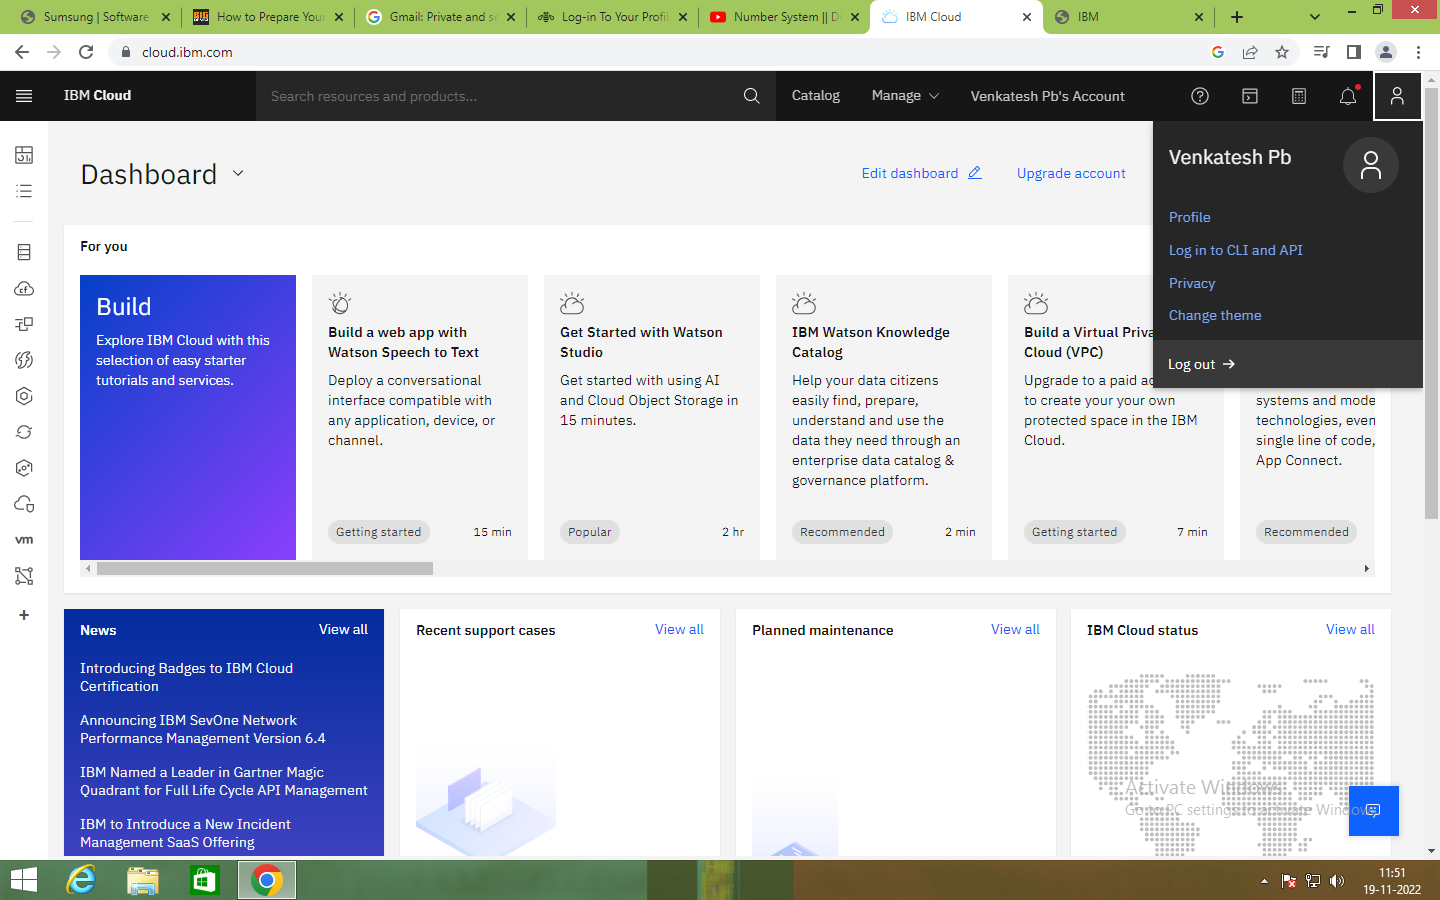 Sumsung | Software
How to Prepare Your
Gmail: Private and se
Log-in To Your Profil
Number System || Di
IBM Cloud
IBM
cloud.ibm.com
IBM Cloud
Search resources and products...
Catalog
Manage
Venkatesh Pb's Account
Dashboard
Edit dashboard
Upgrade account
Venkatesh Pb
Profile
Log in to CLI and API
Privacy
Change theme
Log out
For you
Build
Explore IBM Cloud with this
selection of easy starter
tutorials and services.
Build a web app with
Watson Speech to Text
Deploy a conversational
interface compatible with
any application, device, or
channel.
Getting started
15 min
Get Started with Watson
Studio
Get started with using AI
and Cloud Object Storage in
15 minutes.
Popular
2 hr
IBM Watson Knowledge
Catalog
Help your data citizens
easily find, prepare,
understand and use the
data they need through an
enterprise data catalog &
governance platform.
Recommended
2 min
Build a Virtual Priva
Cloud (VPC)
Upgrade to a paid ac
to create your your own
protected space in the IBM
Cloud.
Getting started
7 min
systems and mode
technologies, even
single line of code,
App Connect.
Recommended
vm
News
View all
Introducing Badges to IBM Cloud
Certification
Announcing IBM SevOne Network
Performance Management Version 6.4
IBM Named a Leader in Gartner Magic
Quadrant for Full Life Cycle API Management
IBM to Introduce a New Incident
Management SaaS Offering
Recent support cases
View all
Planned maintenance
View all
IBM Cloud status
View all
Activate Windows
Go to PC settings to activate Windows
11:51
19-11-2022